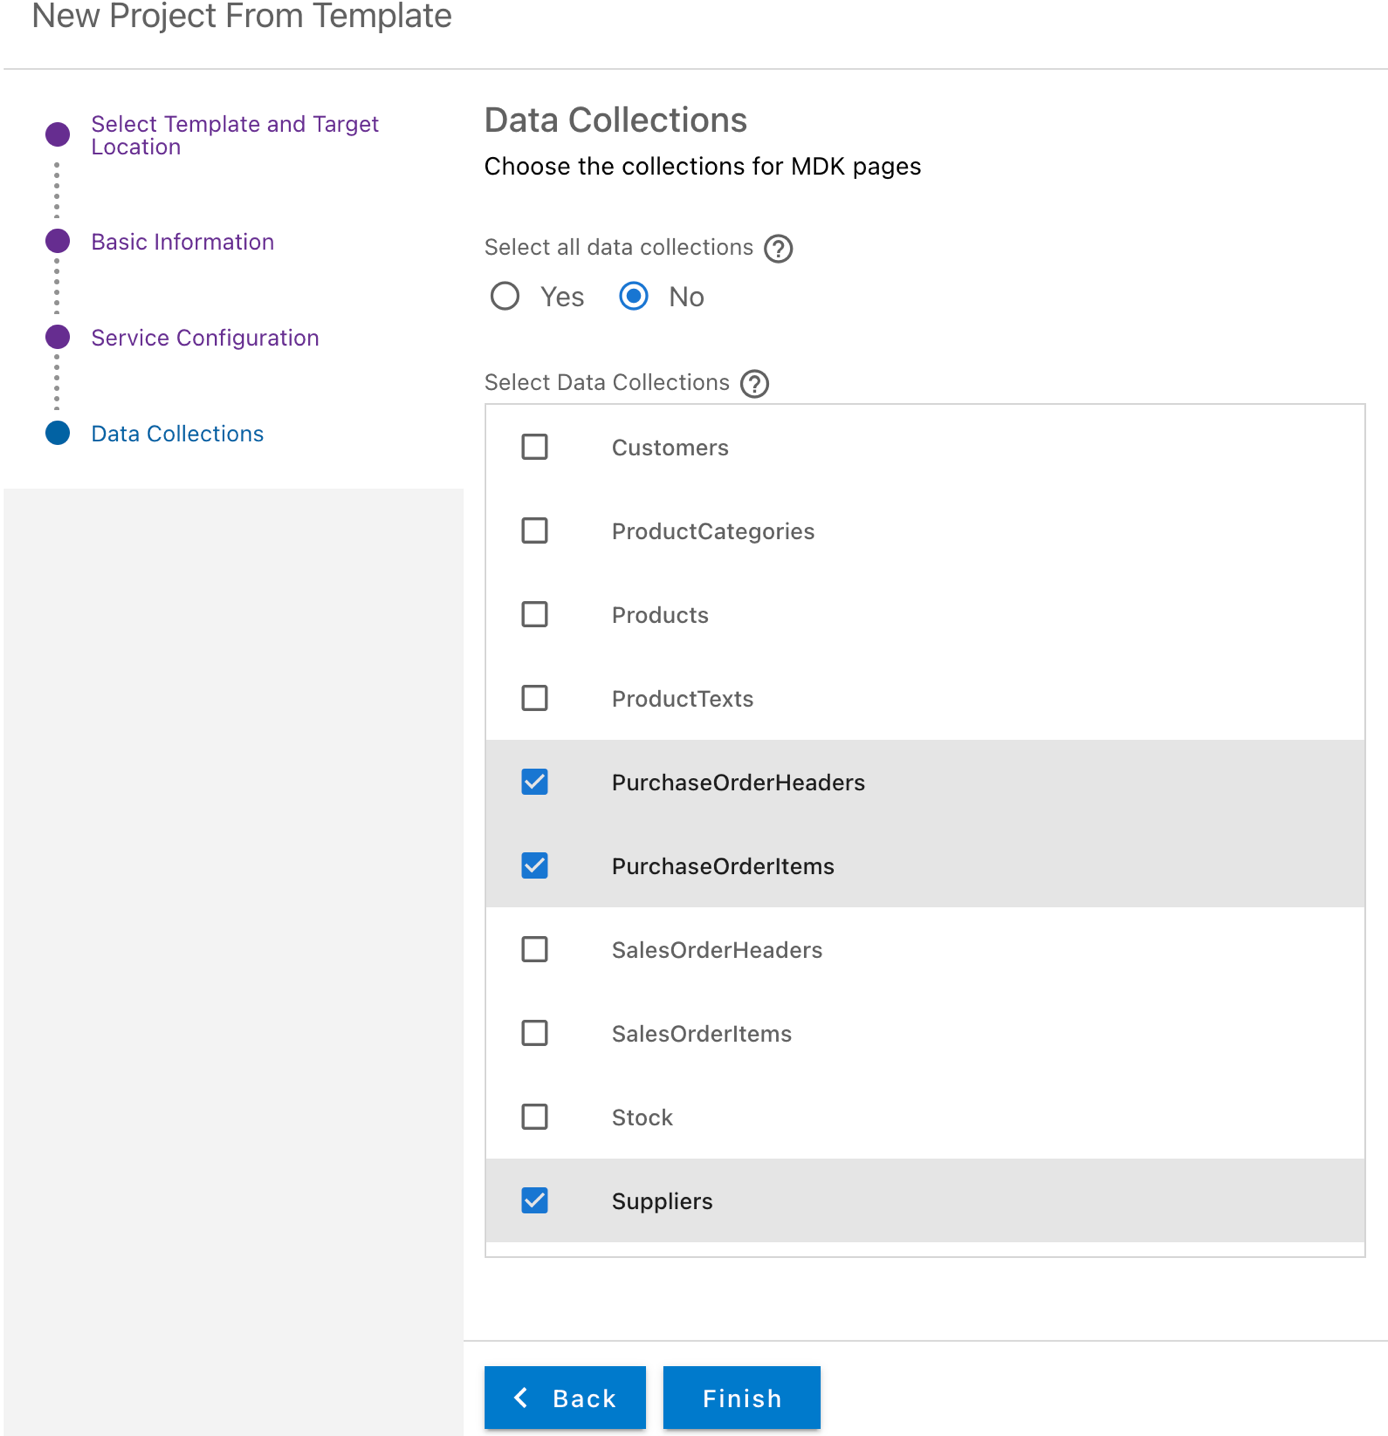 New Project From Template
Select Template and Target
Location
Basic Information
Service Configuration
Data Collections
Data Collections
Choose the collections for MDK pages
Select all data collections ?
Yes No
Select Data Collections ?
Customers
ProductCategories
Products
ProductTexts
PurchaseOrderHeaders
PurchaseOrderItems
SalesOrderHeaders
SalesOrderItems
Stock
Suppliers
Back Finish